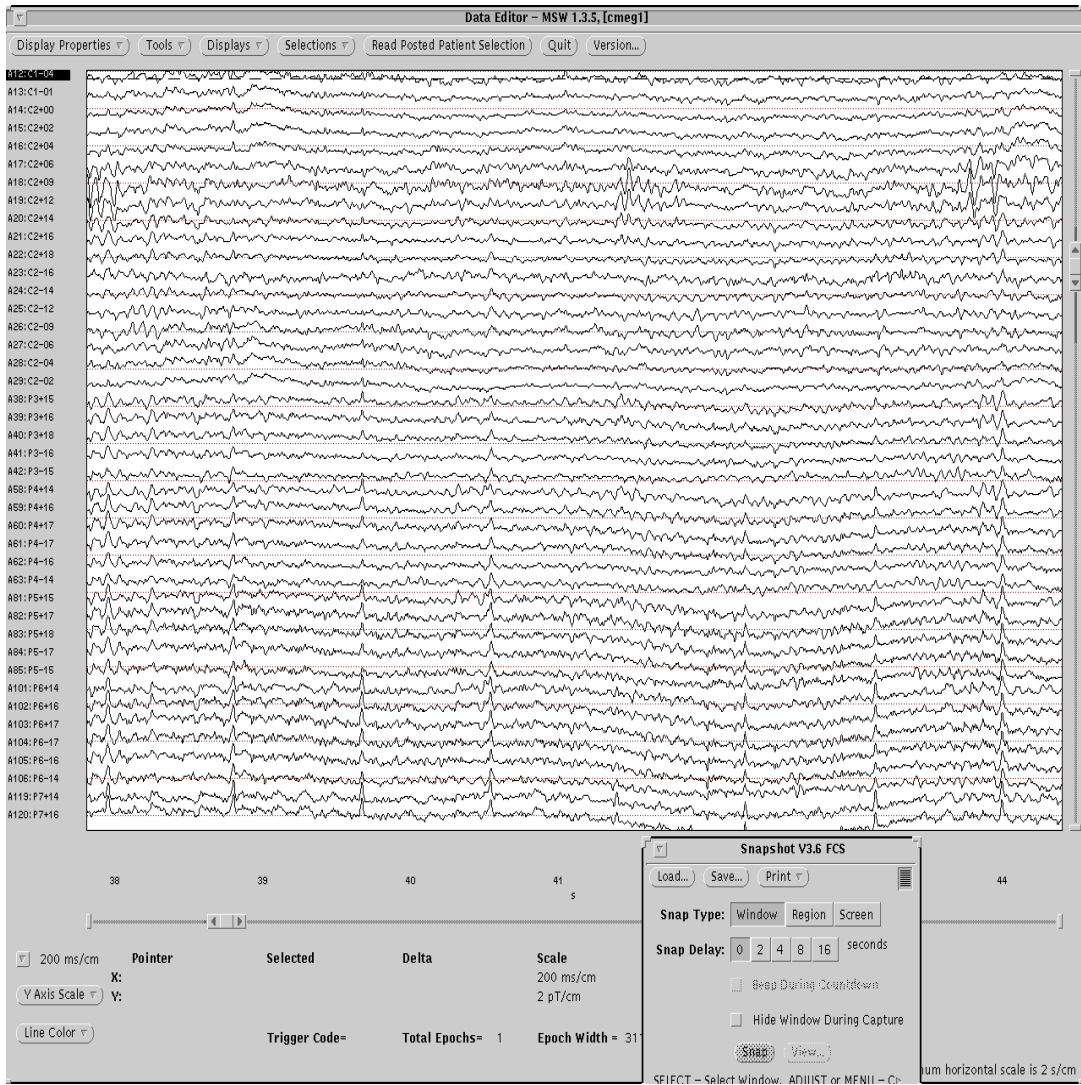 Data Editor – MSW 1.3.5, [cmeg1]
Display Properties Tools Displays Selections Read Posted Patient Selection Quit Version...
A12:C1-04
A13:C1-01
A14:C2+00
A15:C2+02
A16:C2+04
A17:C2+06
A18:C2+09
A19:C2+12
A20:C2+14
A21:C2+16
A22:C2+18
A23:C2-16
A24:C2-14
A25:C2-12
A26:C2-09
A27:C2-06
A28:C2-04
A29:C2-02
A38:P3+15
A39:P3+16
A40:P3+18
A41:P3-16
A42:P3-15
A58:P4+14
A59:P4+16
A60:P4+17
A61:P4-17
A62:P4-16
A63:P4-14
A81:P5+15
A82:P5+17
A83:P5+18
A84:P5-17
A85:P5-15
A101:P6+14
A102:P6+16
A103:P6+17
A104:P6-17
A105:P6-16
A106:P6-14
A119:P7+14
A120:P7+16
38 39 40 41 44
s
200 ms/cm Pointer Selected Delta Scale
X: 200 ms/cm
Y Axis Scale Y: 2 pT/cm
Line Color Trigger Code= Total Epochs= 1 Epoch Width = 31
Snapshot V3.6 FCS
Load... Save... Print
Snap Type: Window Region Screen
Snap Delay: 0 2 4 8 16 seconds
Beep During Countdown
Hide Window During Capture
Snap View...
SELECT – Select Window, ADJUST or MENU – C
um horizontal scale is 2 s/cm